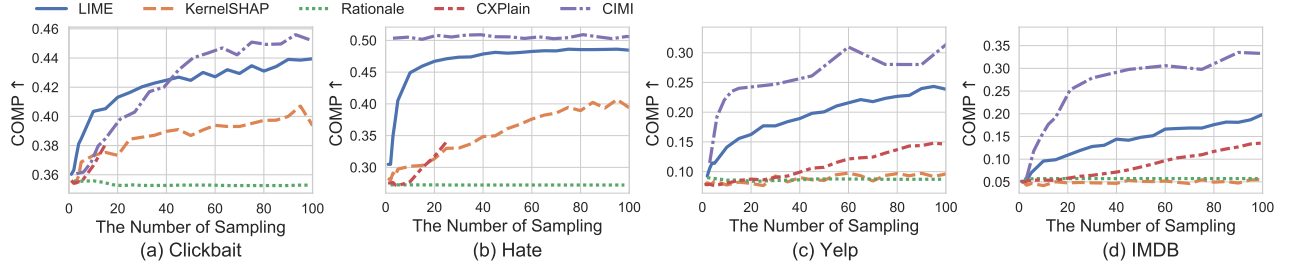 LIME KernelSHAP Rationale CXPlain CIMI
COMP ↑
0.46
0.44
0.42
0.40
0.38
0.36
0 20 40 60 80 100
The Number of Sampling
(a) Clickbait
COMP ↑
0.50
0.45
0.40
0.35
0.30
0 20 40 60 80 100
The Number of Sampling
(b) Hate
COMP ↑
0.30
0.25
0.20
0.15
0.10
0 20 40 60 80 100
The Number of Sampling
(c) Yelp
COMP ↑
0.35
0.30
0.25
0.20
0.15
0.10
0.05
0 20 40 60 80 100
The Number of Sampling
(d) IMDB